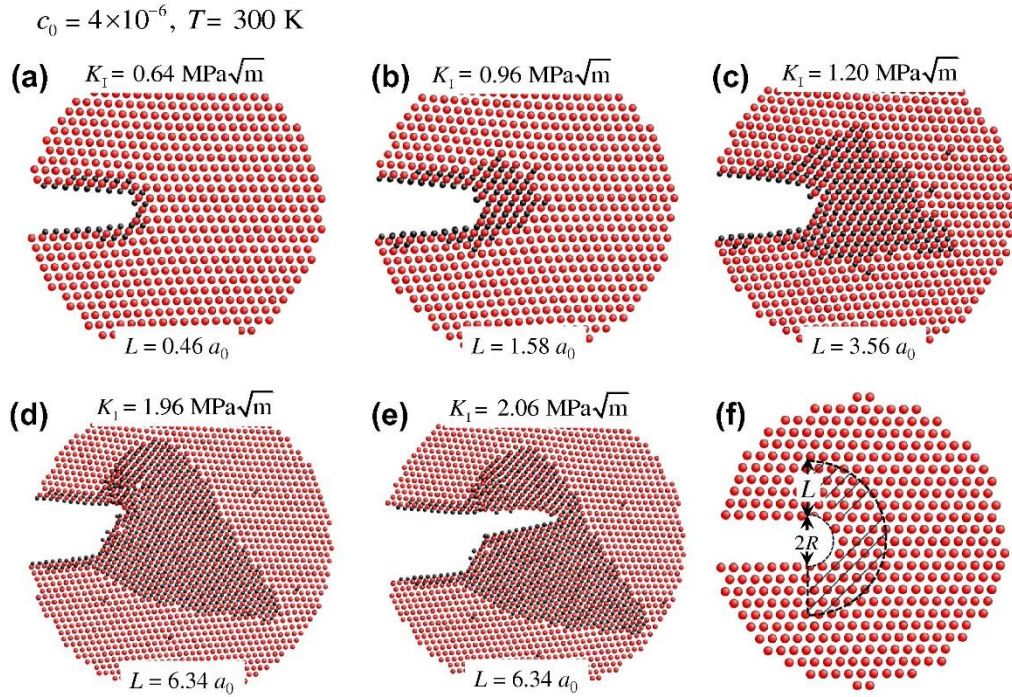 c₀ = 4×10⁻⁶, T= 300 K
(a) K_I = 0.64 MPa√m
L = 0.46 a₀
(b) K_I = 0.96 MPa√m
L = 1.58 a₀
(c) K_I = 1.20 MPa√m
L = 3.56 a₀
(d) K_I = 1.96 MPa√m
L = 6.34 a₀
(e) K_I = 2.06 MPa√m
L = 6.34 a₀
(f)
L
2R